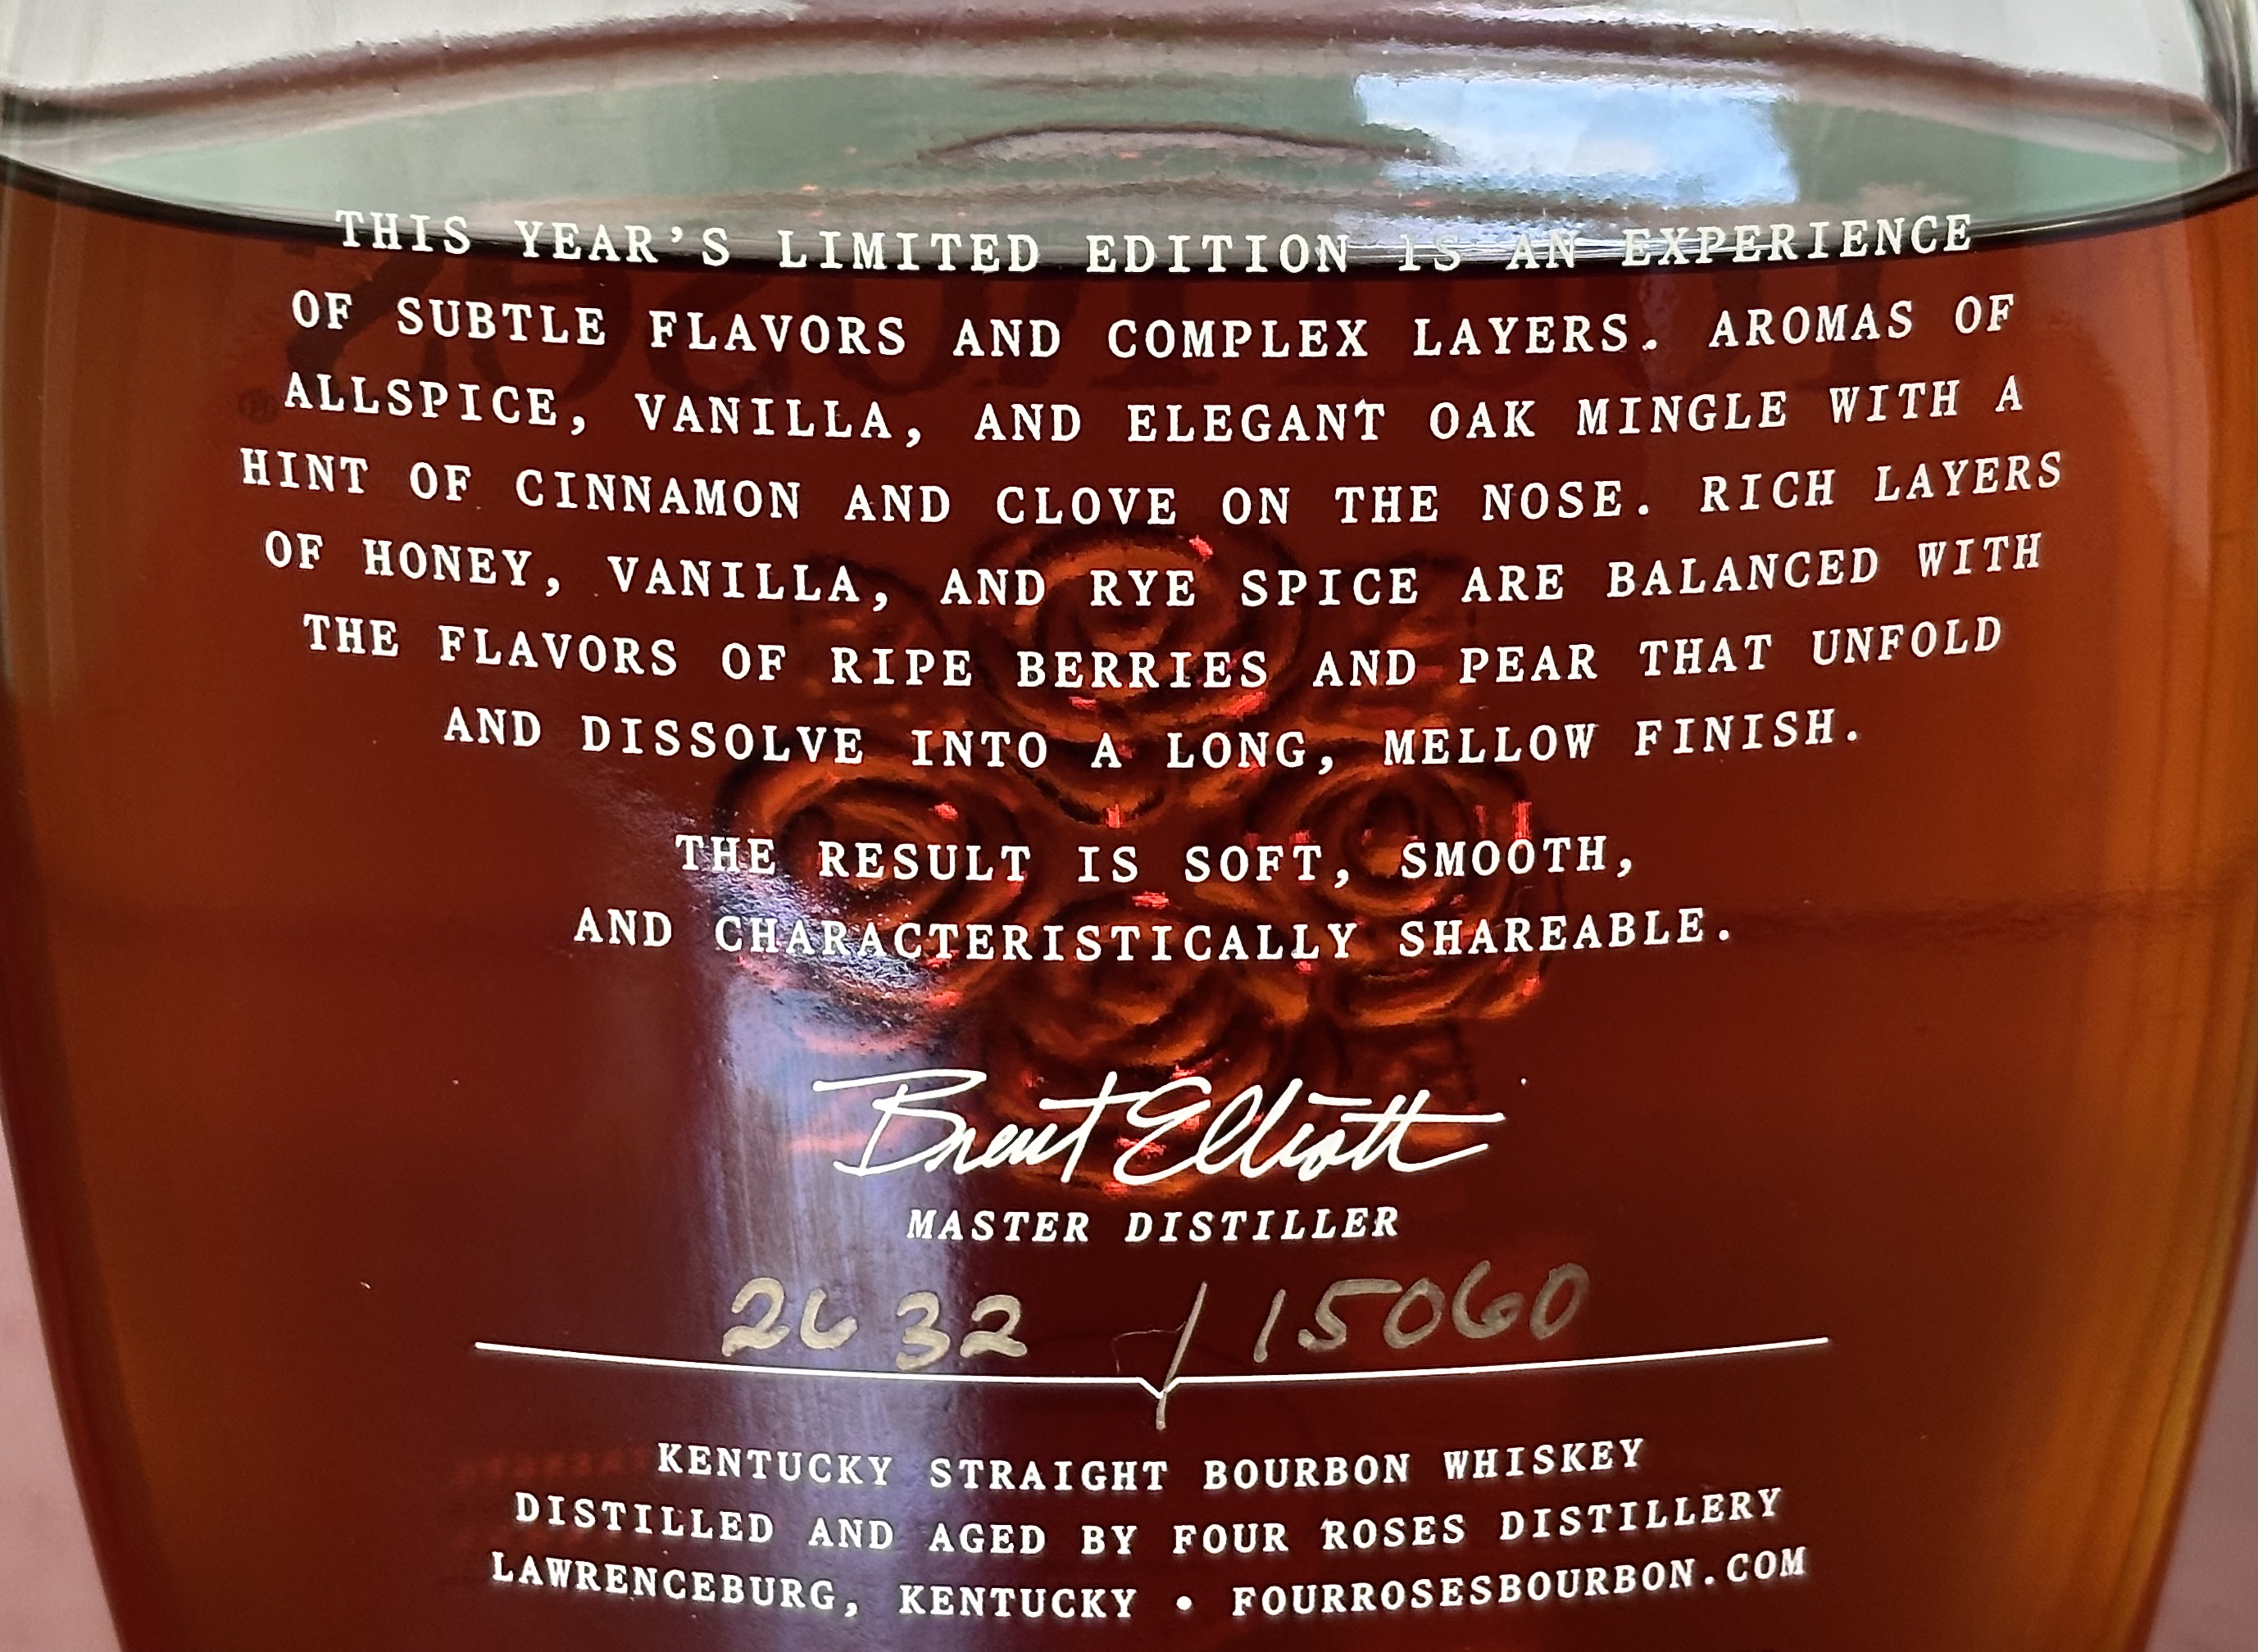 THIS YEAR'S LIMITED EDITION IS AN EXPERIENCE
OF SUBTLE FLAVORS AND COMPLEX LAYERS. AROMAS OF
ALLSPICE, VANILLA, AND ELEGANT OAK MINGLE WITH A
HINT OF CINNAMON AND CLOVE ON THE NOSE. RICH LAYERS
OF HONEY, VANILLA, AND RYE SPICE ARE BALANCED WITH
THE FLAVORS OF RIPE BERRIES AND PEAR THAT UNFOLD
AND DISSOLVE INTO A LONG, MELLOW FINISH.
THE RESULT IS SOFT, SMOOTH,
AND CHARACTERISTICALLY SHAREABLE.
Brent Elliott
MASTER DISTILLER
2632 / 15060
KENTUCKY STRAIGHT BOURBON WHISKEY
DISTILLED AND AGED BY FOUR ROSES DISTILLERY
LAWRENCEBURG, KENTUCKY • FOURROSESBOURBON.COM